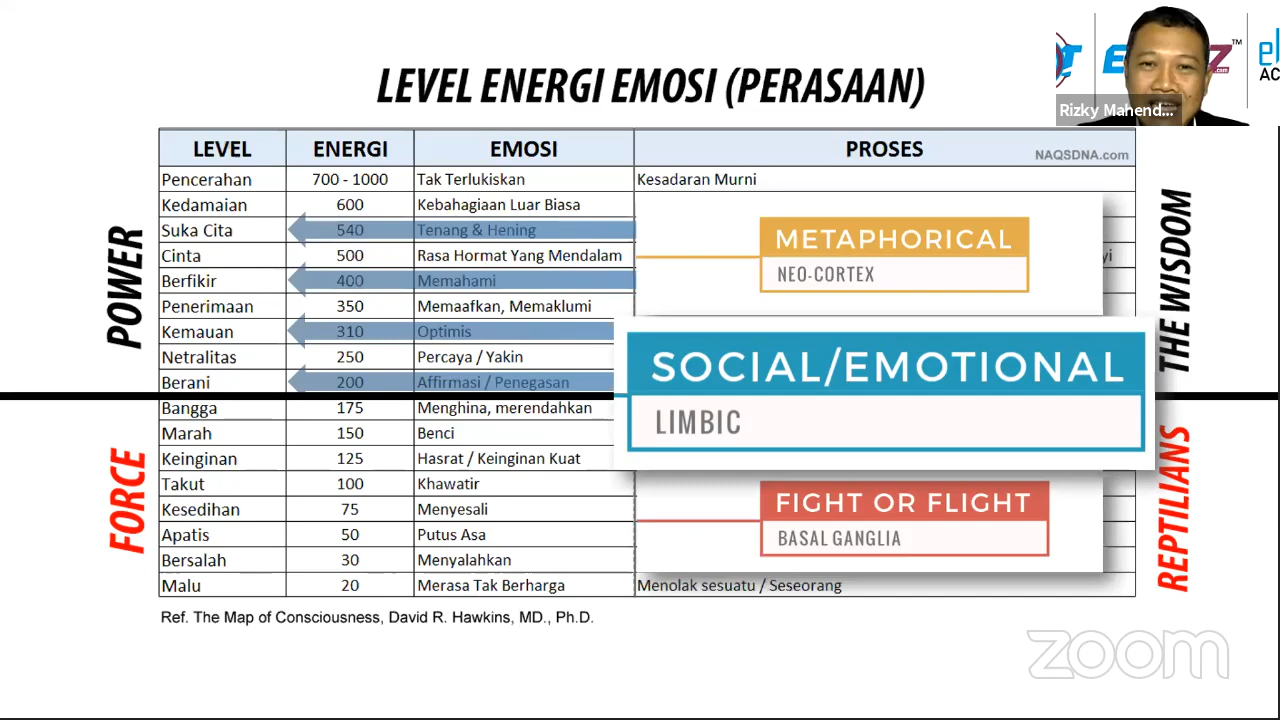 LEVEL ENERGI EMOSI (PERASAAN)
Rizky Mahend...
LEVEL ENERGI EMOSI PROSES NAQSDNA.com
Pencerahan 700 - 1000 Tak Terlukiskan Kesadaran Murni
Kedamaian 600 Kebahagiaan Luar Biasa
Suka Cita 540 Tenang & Hening
Cinta 500 Rasa Hormat Yang Mendalam
Berfikir 400 Memahami
Penerimaan 350 Memaafkan, Memaklumi
Kemauan 310 Optimis
Netralitas 250 Percaya / Yakin
Berani 200 Affirmasi / Penegasan
Bangga 175 Menghina, merendahkan
Marah 150 Benci
Keinginan 125 Hasrat / Keinginan Kuat
Takut 100 Khawatir
Kesedihan 75 Menyesali
Apatis 50 Putus Asa
Bersalah 30 Menyalahkan
Malu 20 Merasa Tak Berharga Menolak sesuatu / Seseorang
METAPHORICAL
NEO-CORTEX
SOCIAL/EMOTIONAL
LIMBIC
FIGHT OR FLIGHT
BASAL GANGLIA
POWER
FORCE
THE WISDOM
REPTILIANS
Ref. The Map of Consciousness, David R. Hawkins, MD., Ph.D.
zoom